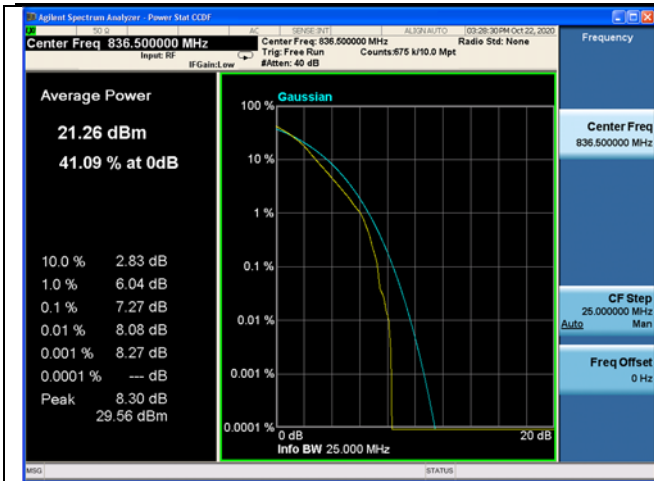 Agilent Spectrum Analyzer - Power Stat CCDF
50 Ω AC SENSE:INT ALIGN AUTO 03:28:30 PM Oct 22, 2020
Center Freq 836.500000 MHz
Input: RF
IFGain:Low
Center Freq: 836.500000 MHz
Radio Std: None
Trig: Free Run
Counts:675 k/10.0 Mpt
#Atten: 40 dB
Average Power
21.26 dBm
41.09 % at 0dB
10.0 % 2.83 dB
1.0 % 6.04 dB
0.1 % 7.27 dB
0.01 % 8.08 dB
0.001 % 8.27 dB
0.0001 % --- dB
Peak 8.30 dB
29.56 dBm
Gaussian
100 %
10 %
1 %
0.1 %
0.01 %
0.001 %
0.0001 %
0 dB
20 dB
Info BW 25.000 MHz
Frequency
Center Freq
836.500000 MHz
CF Step
25.000000 MHz
Auto Man
Freq Offset
0 Hz
MSG
STATUS